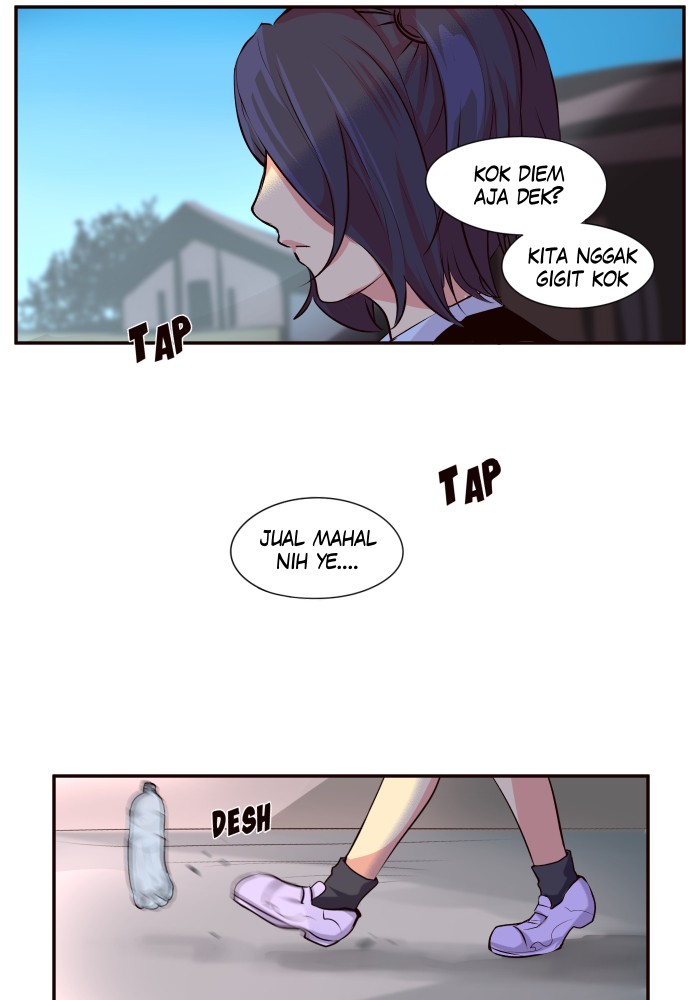 KOK DIEM
AJA DEK?
KITA NGGAK
GIGIT KOK
TAP
TAP
JUAL MAHAL
NIH YE....
DESH